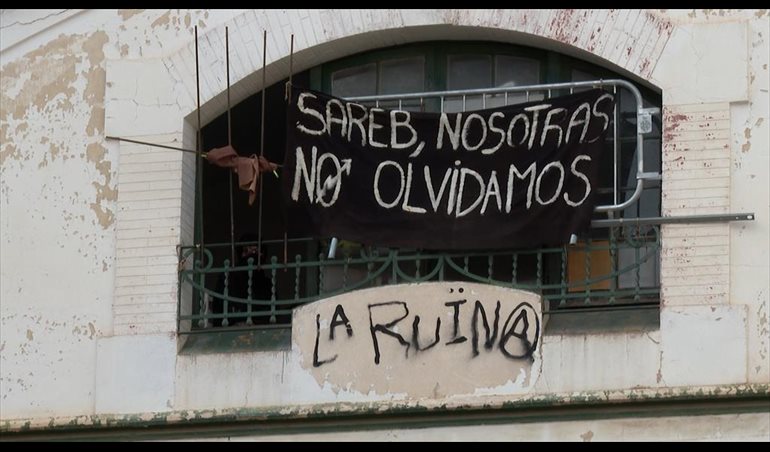 SAREB, NOSOTRAS
NO OLVIDAMOS
LA RUÏNA